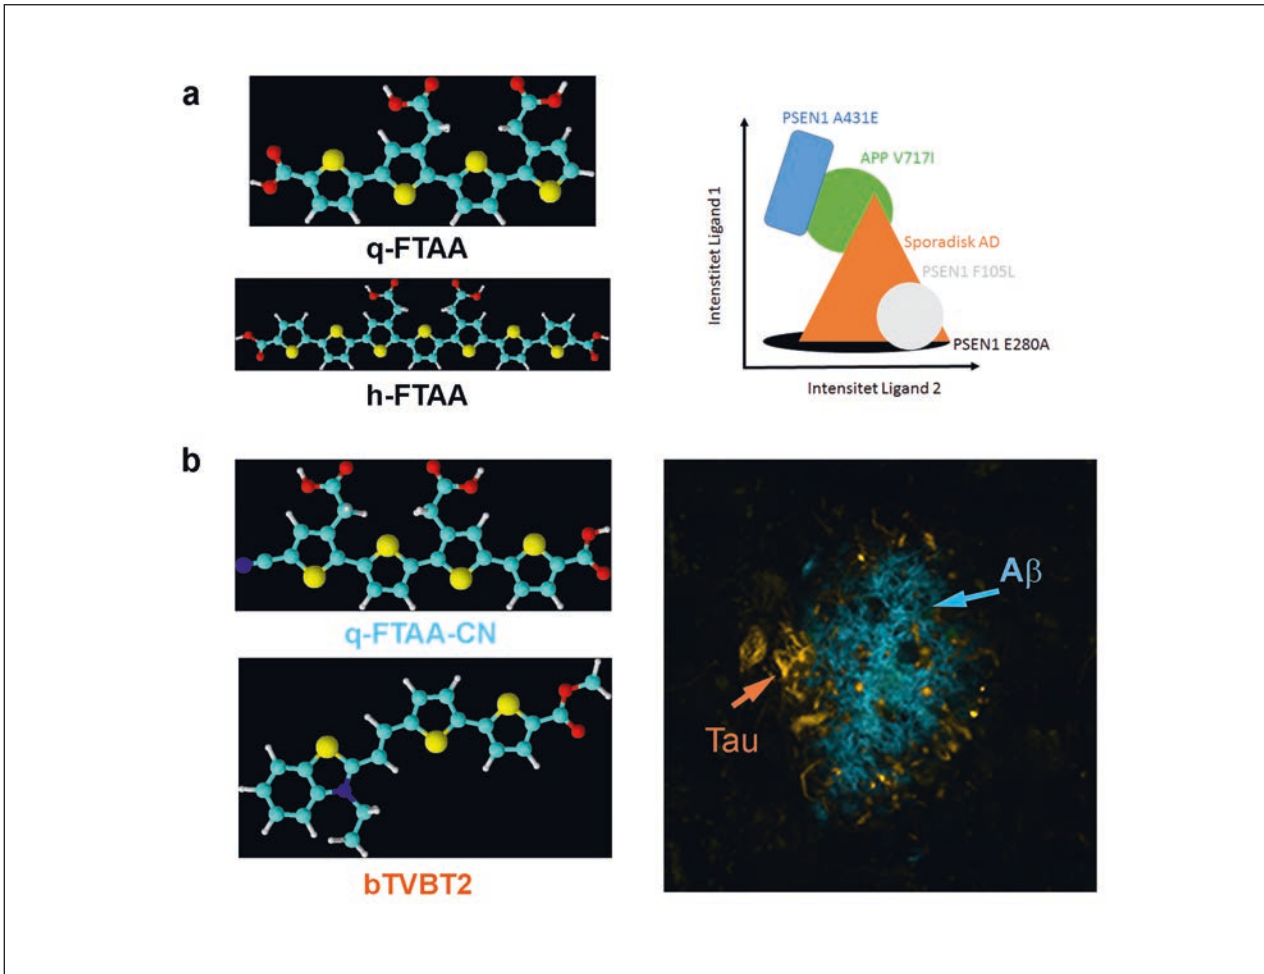 a
q-FTAA
h-FTAA
PSEN1 A431E
APP V717I
Sporadisk AD
PSEN1 F105L
PSEN1 E280A
Intenstitet Ligand 1
Intensitet Ligand 2
b
q-FTAA-CN
bTVBT2
Aβ
Tau